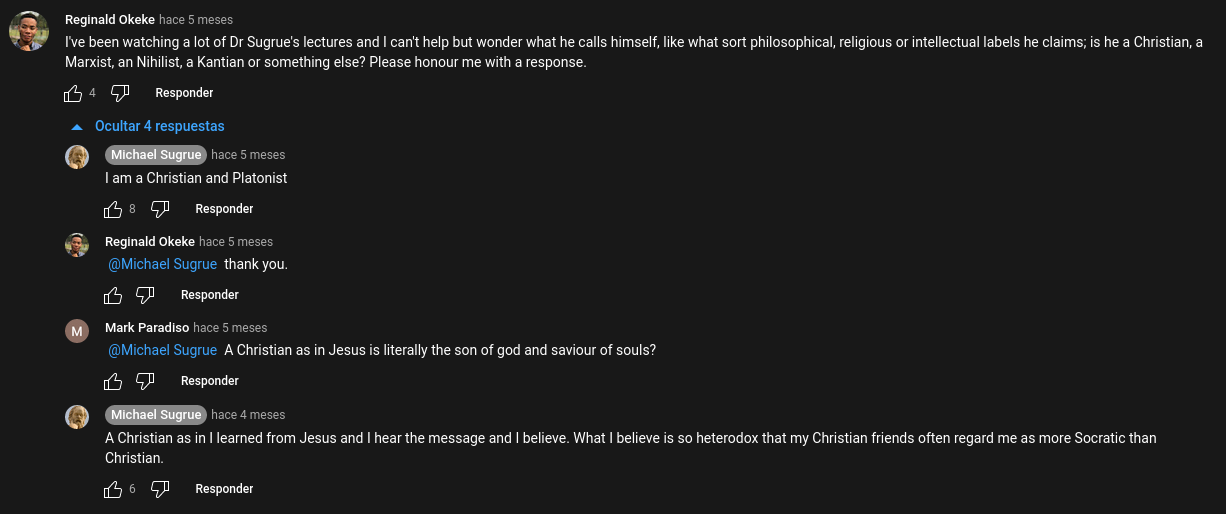 Reginald Okeke hace 5 meses
I've been watching a lot of Dr Sugrue's lectures and I can't help but wonder what he calls himself, like what sort philosophical, religious or intellectual labels he claims; is he a Christian, a
Marxist, an Nihilist, a Kantian or something else? Please honour me with a response.
4 Responder
Ocultar 4 respuestas
Michael Sugrue hace 5 meses
I am a Christian and Platonist
8 Responder
Reginald Okeke hace 5 meses
@Michael Sugrue thank you.
Responder
M Mark Paradiso hace 5 meses
@Michael Sugrue A Christian as in Jesus is literally the son of god and saviour of souls?
Responder
Michael Sugrue hace 4 meses
A Christian as in I learned from Jesus and I hear the message and I believe. What I believe is so heterodox that my Christian friends often regard me as more Socratic than
Christian.
6 Responder